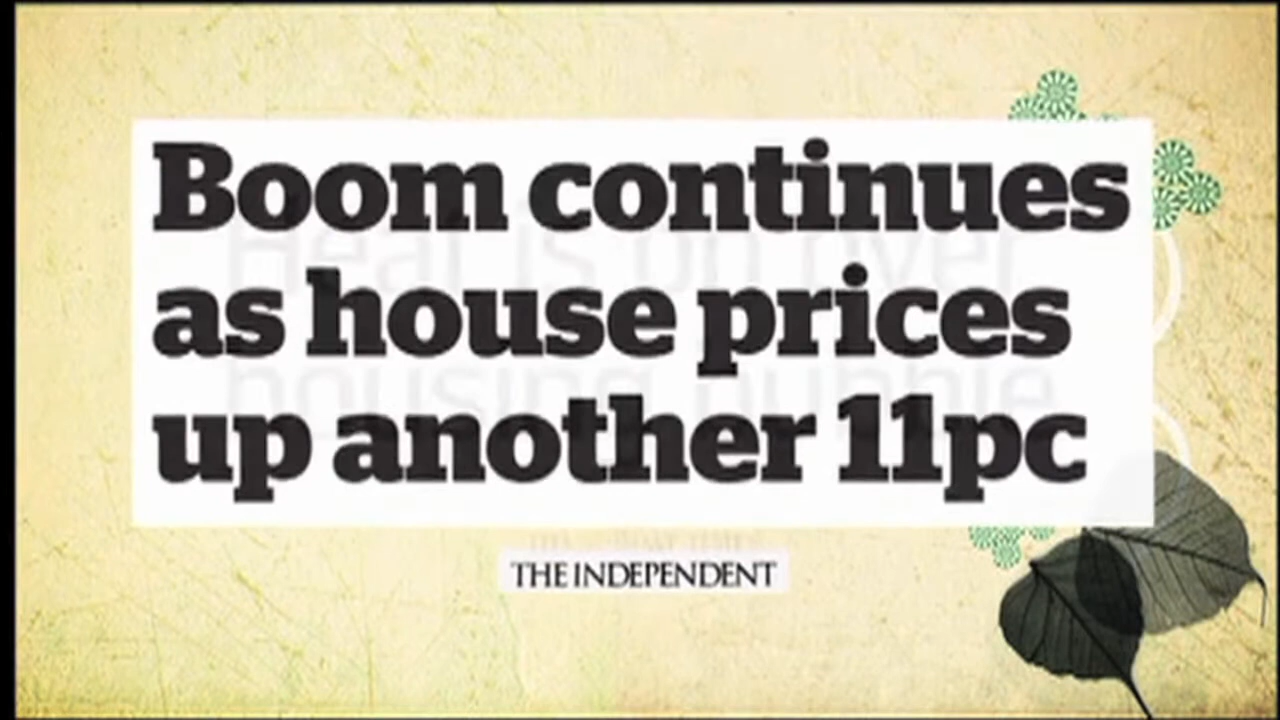 Boom continues
as house prices
up another 11pc
THE INDEPENDENT